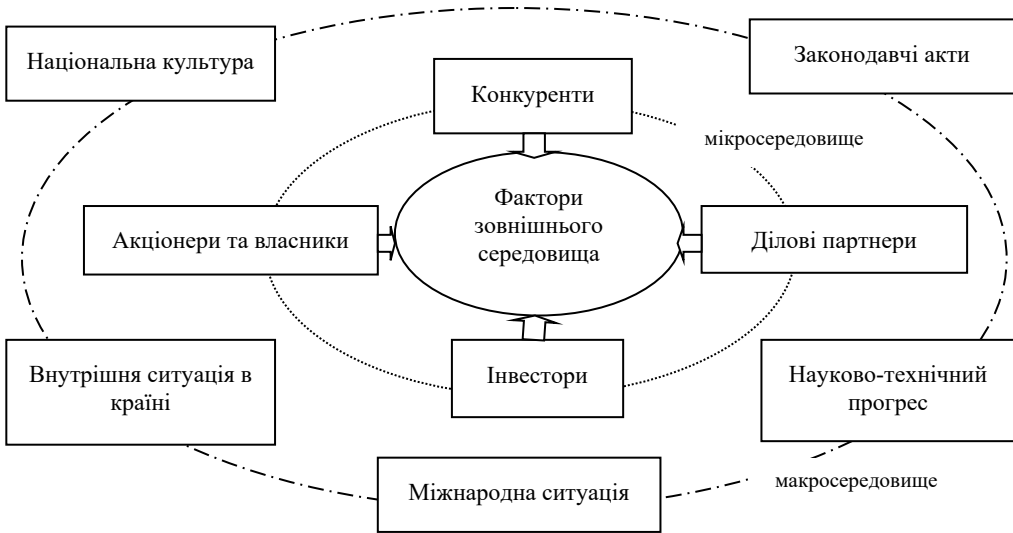 Національна культура
Законодавчі акти
Конкуренти
мікросередовище
Фактори
зовнішнього
середовища
Акціонери та власники
Ділові партнери
Внутрішня ситуація в
країні
Інвестори
Науково-технічний
прогрес
Міжнародна ситуація
макросередовище